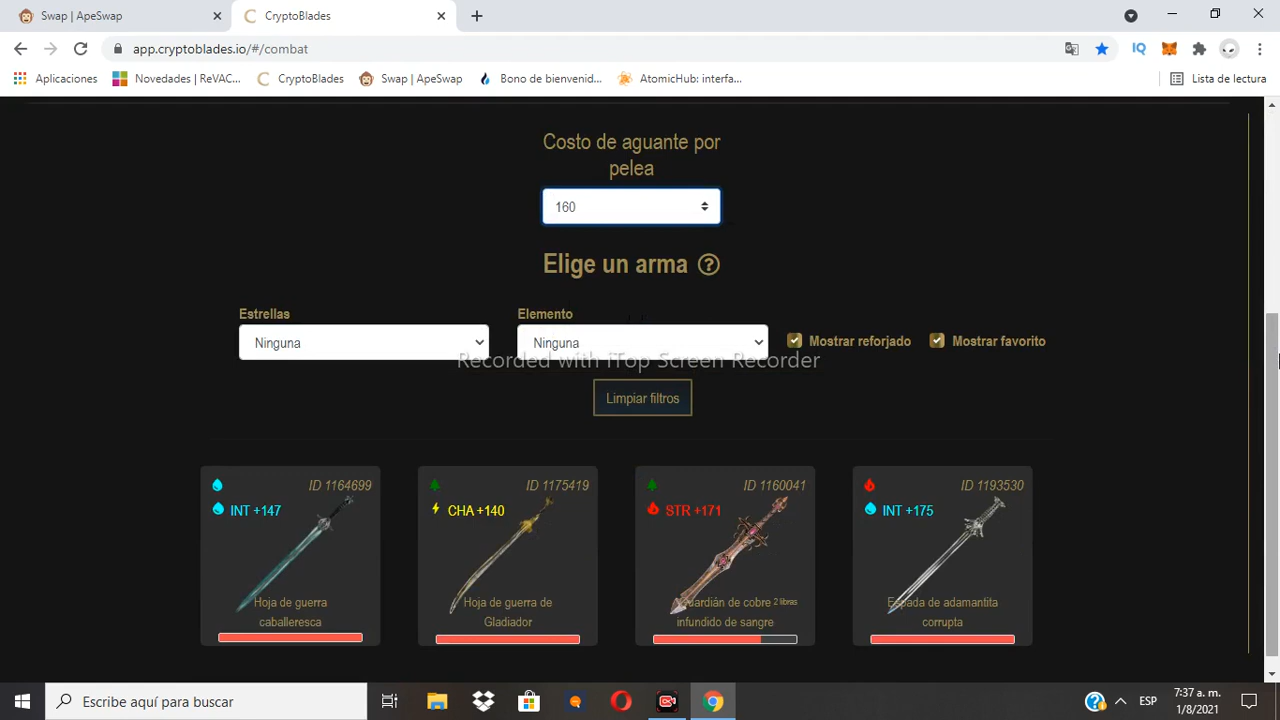 Swap | ApeSwap
CryptoBlades
app.cryptoblades.io/#/combat
IQ
Aplicaciones
Novedades | ReVAC...
CryptoBlades
Swap | ApeSwap
Bono de bienvenid...
AtomicHub: interfa...
Lista de lectura
Costo de aguante por
pelea
160
Elige un arma ?
Estrellas
Elemento
Ninguna
Ninguna
Mostrar reforjado
Mostrar favorito
Recorded with iTop Screen Recorder
Limpiar filtros
ID 1164699
INT +147
Hoja de guerra
caballeresca
ID 1175419
CHA +140
Hoja de guerra de
Gladiador
ID 1160041
STR +171
Guardián de cobre 2 libras
infundido de sangre
ID 1193530
INT +175
Espada de adamantita
corrupta
Escribe aquí para buscar
ESP
7:37 a. m.
1/8/2021